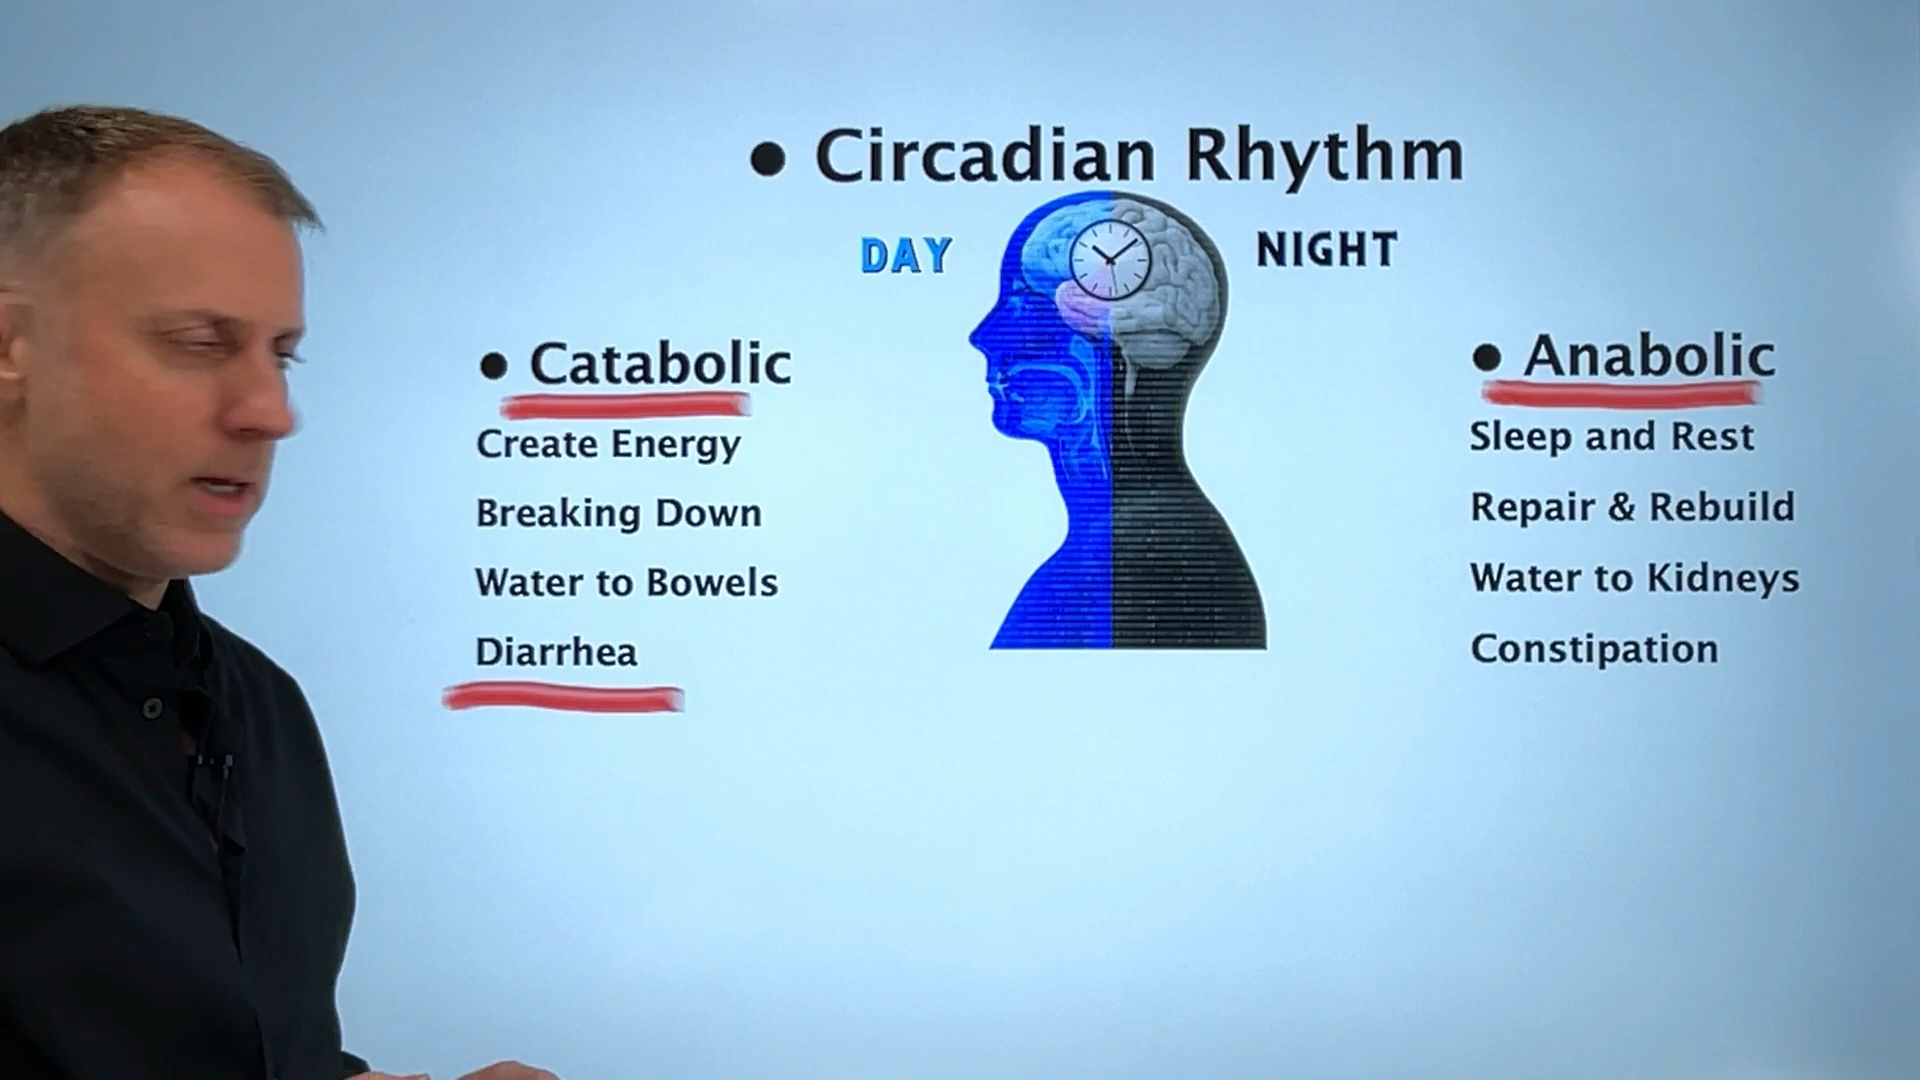 • Circadian Rhythm
DAY
NIGHT
• Catabolic
Create Energy
Breaking Down
Water to Bowels
Diarrhea
• Anabolic
Sleep and Rest
Repair & Rebuild
Water to Kidneys
Constipation